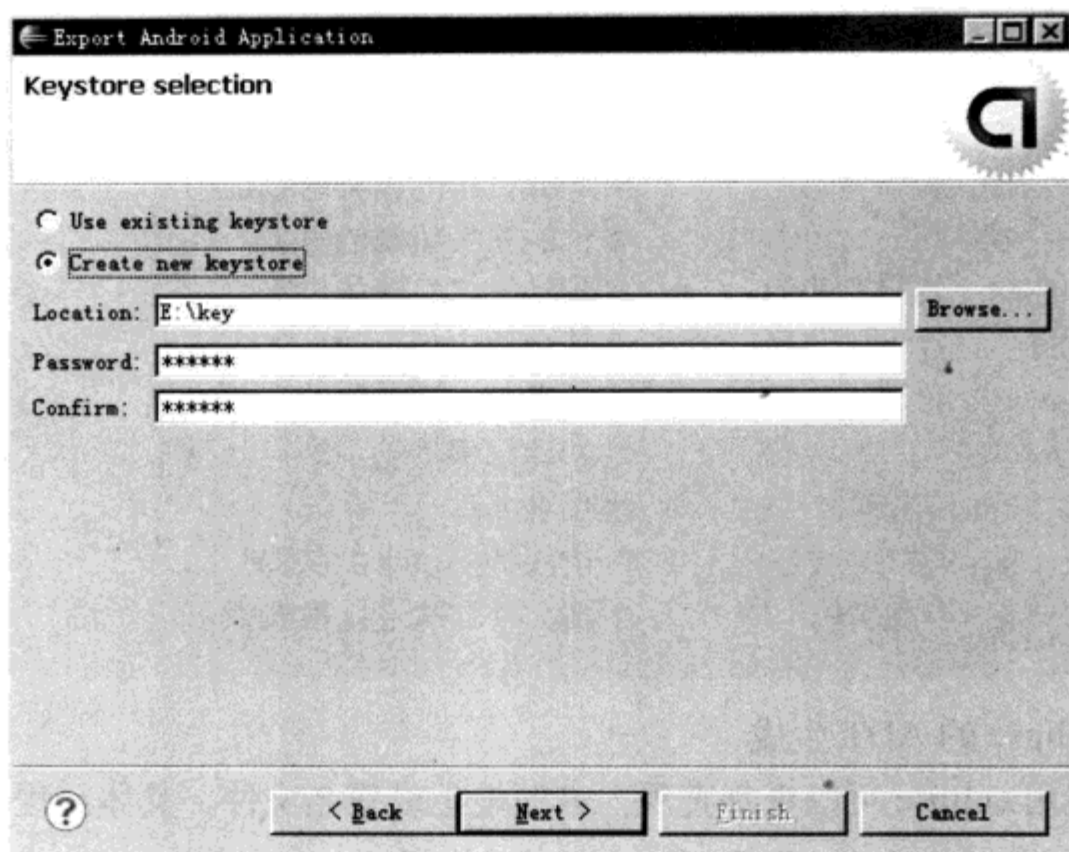 Export Android Application
Keystore selection
Use existing keystore
Create new keystore
Location: E:\key Browse...
Password: ******
Confirm: ******
? < Back Next > Finish Cancel